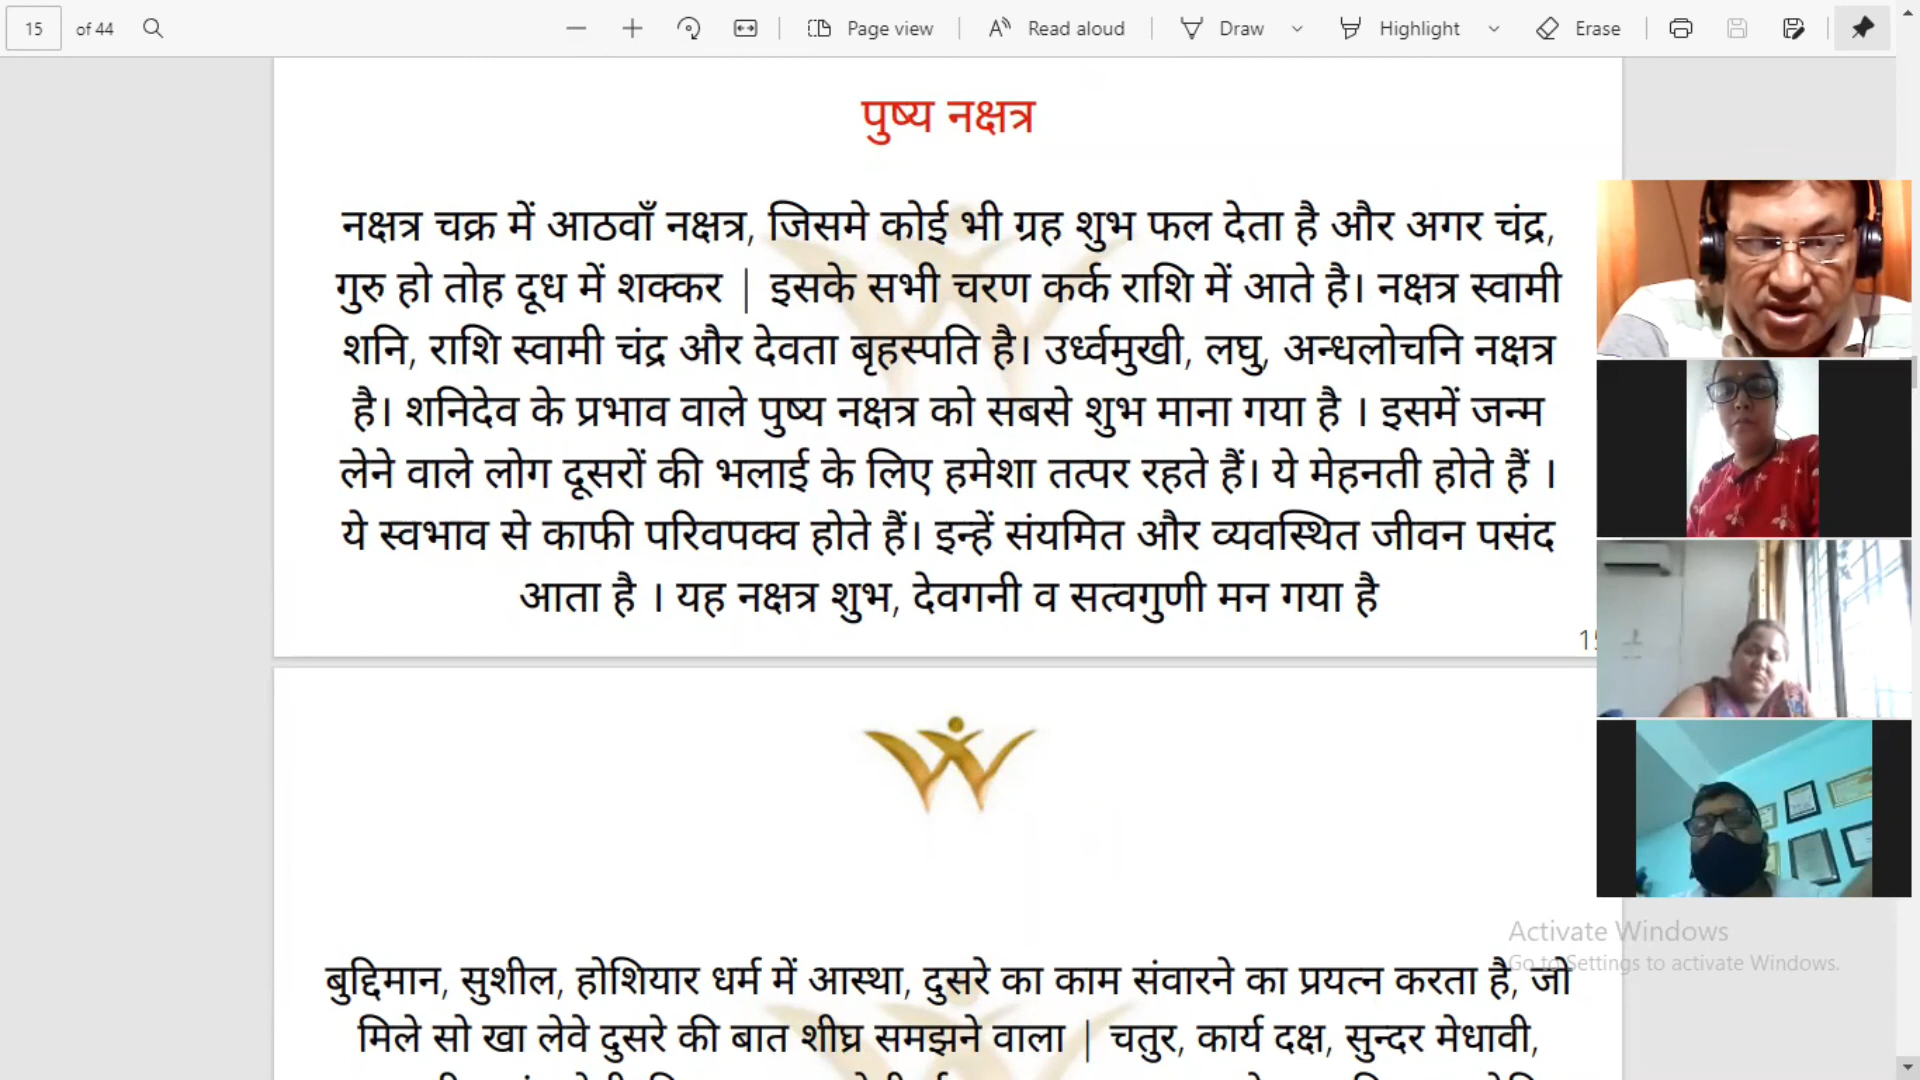 15 of 44 Page view Read aloud Draw Highlight Erase
पुष्य नक्षत्र
नक्षत्र चक्र में आठवाँ नक्षत्र, जिसमे कोई भी ग्रह शुभ फल देता है और अगर चंद्र,
गुरु हो तोह दूध में शक्कर | इसके सभी चरण कर्क राशि में आते है। नक्षत्र स्वामी
शनि, राशि स्वामी चंद्र और देवता बृहस्पति है। उर्ध्वमुखी, लघु, अन्धलोचनि नक्षत्र
है। शनिदेव के प्रभाव वाले पुष्य नक्षत्र को सबसे शुभ माना गया है । इसमें जन्म
लेने वाले लोग दूसरों की भलाई के लिए हमेशा तत्पर रहते हैं। ये मेहनती होते हैं ।
ये स्वभाव से काफी परिवपक्व होते हैं। इन्हें संयमित और व्यवस्थित जीवन पसंद
आता है । यह नक्षत्र शुभ, देवगनी व सत्वगुणी मन गया है
Activate Windows
Go to Settings to activate Windows.
बुद्दिमान, सुशील, होशियार धर्म में आस्था, दुसरे का काम संवारने का प्रयत्न करता है, जो
मिले सो खा लेवे दुसरे की बात शीघ्र समझने वाला | चतुर, कार्य दक्ष, सुन्दर मेधावी,